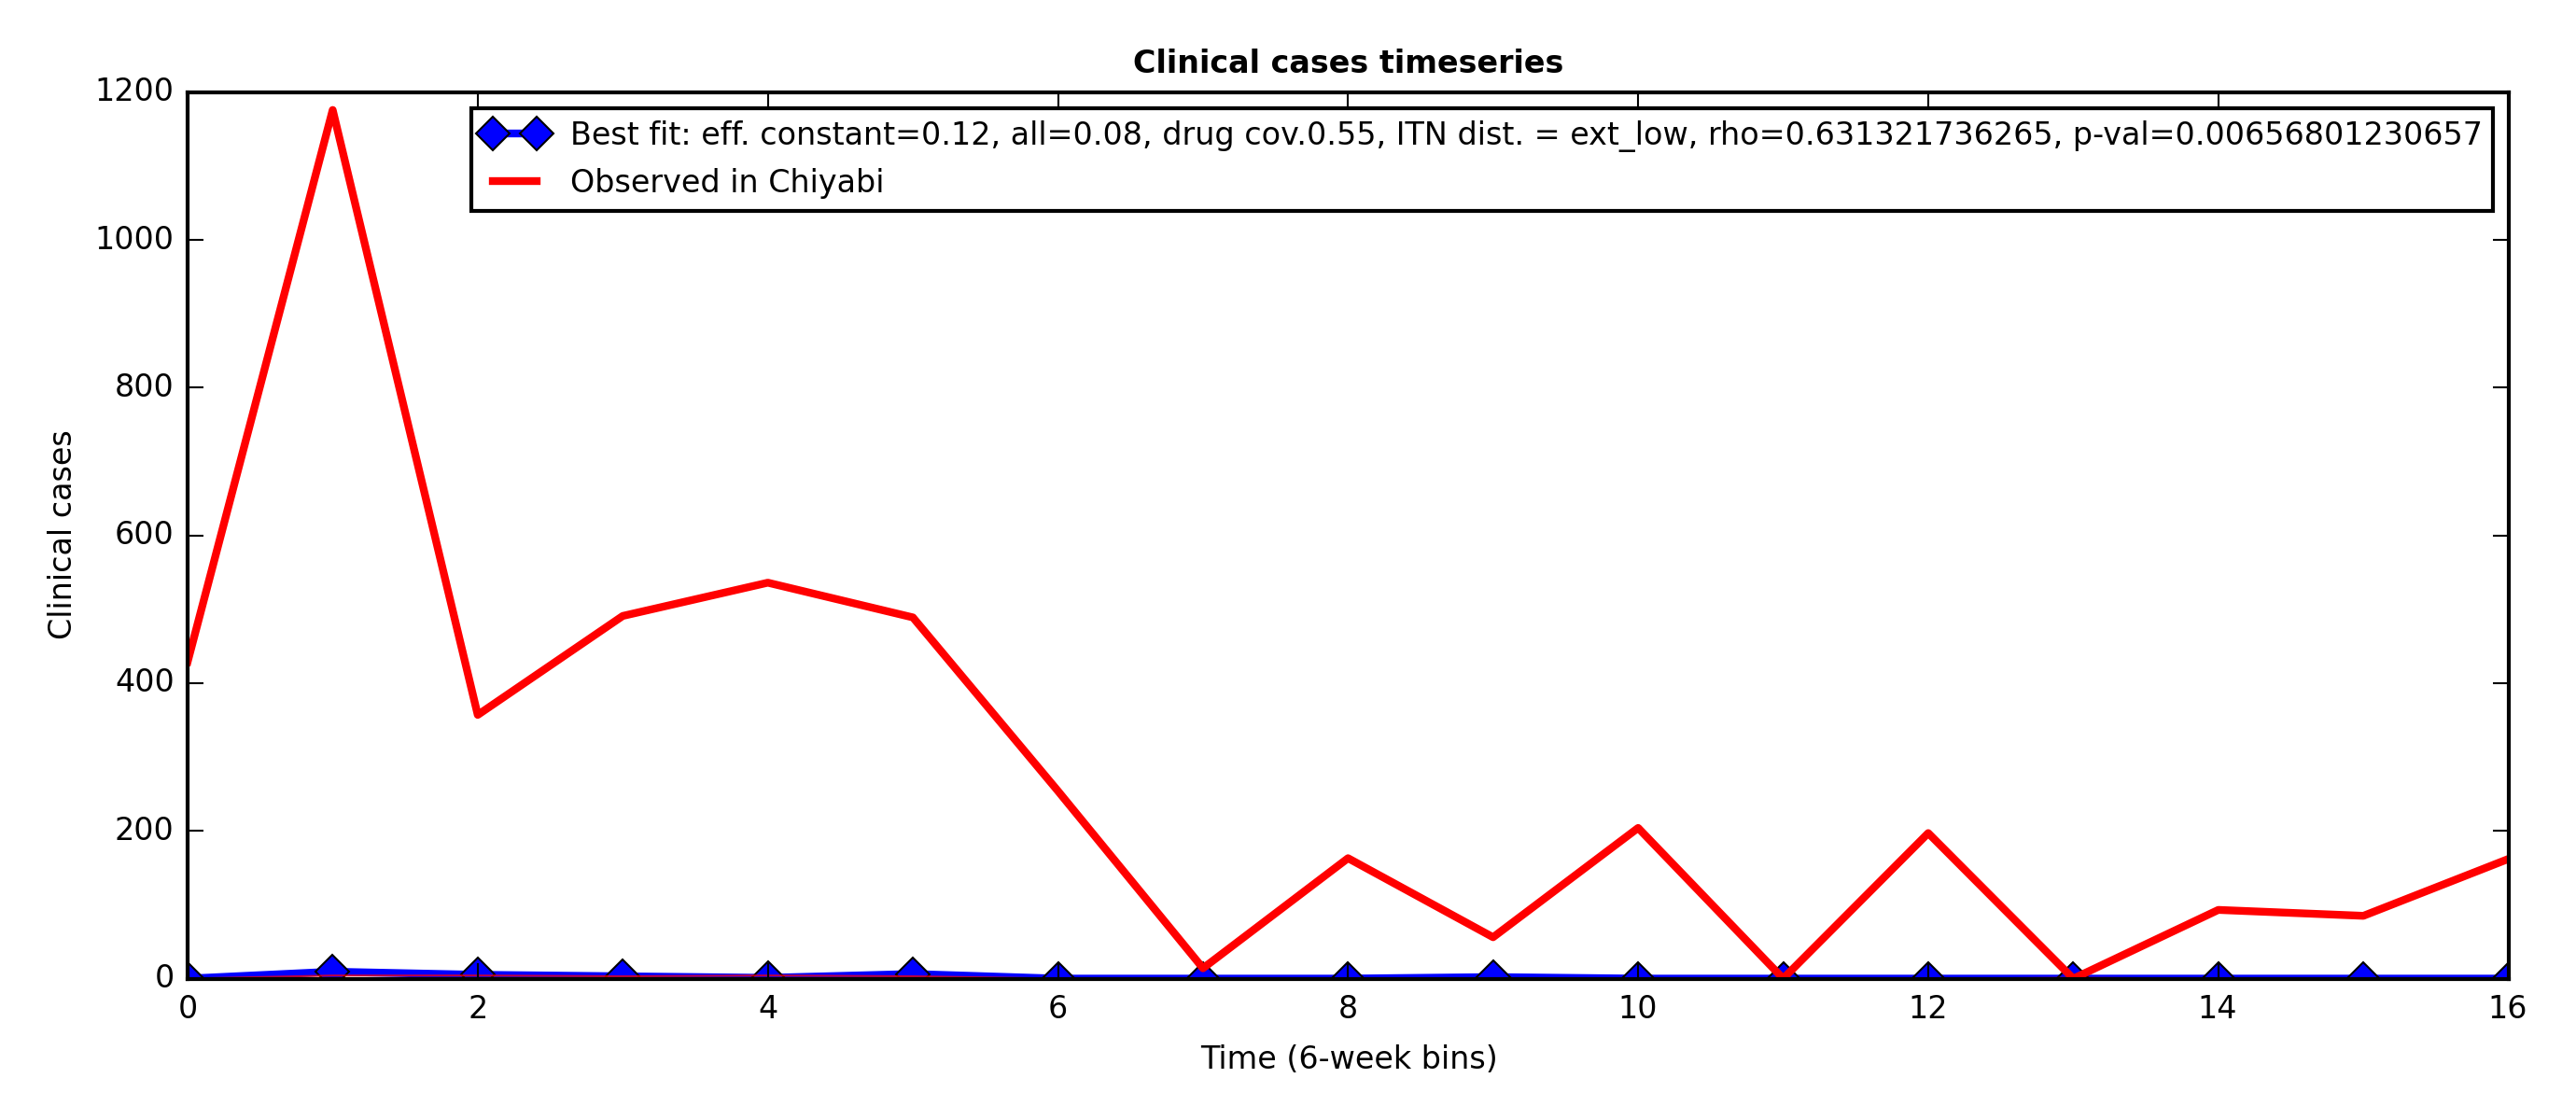 Clinical cases timeseries
1200
1000
800
600
400
200
0
Clinical cases
Best fit: eff. constant=0.12, all=0.08, drug cov.0.55, ITN dist. = ext_low, rho=0.631321736265, p-val=0.00656801230657
Observed in Chiyabi
0 2 4 6 8 10 12 14 16
Time (6-week bins)